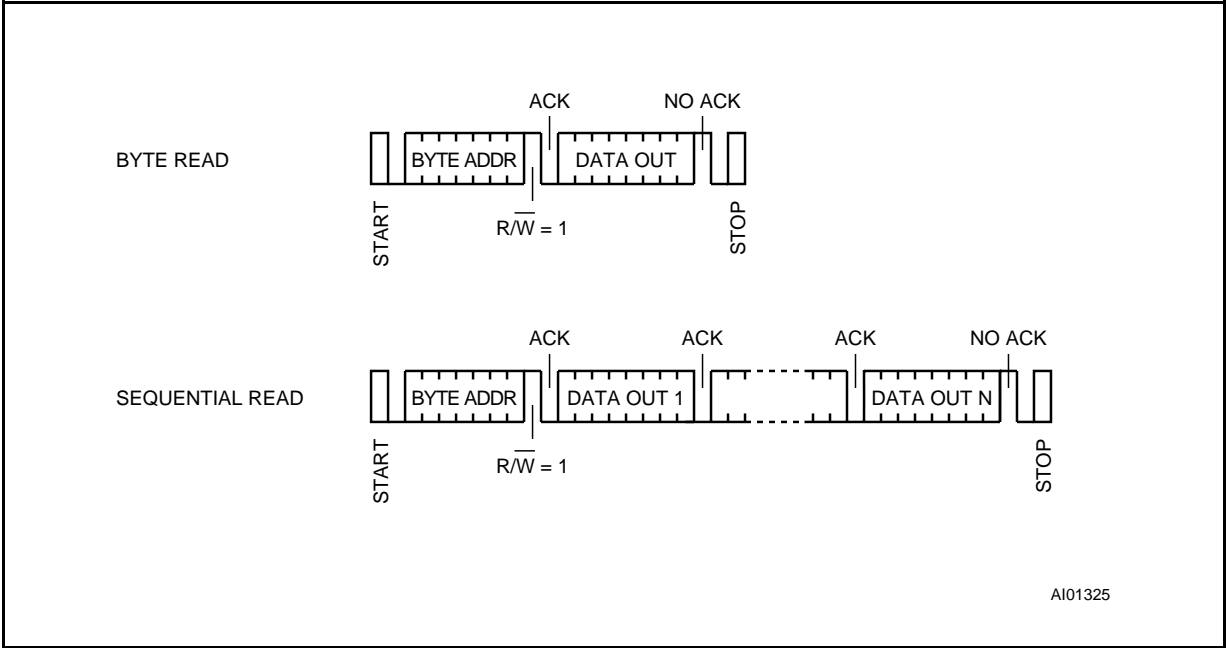 ACK NO ACK
BYTE READ BYTE ADDR DATA OUT
START R/W̅ = 1 STOP
ACK ACK ACK NO ACK
SEQUENTIAL READ BYTE ADDR DATA OUT 1 DATA OUT N
START R/W̅ = 1 STOP
AI01325